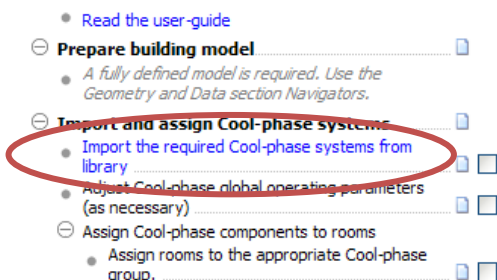 Read the user-guide
Prepare building model
A fully defined model is required. Use the
Geometry and Data section Navigators.
Import and assign Cool-phase systems
Import the required Cool-phase systems from
library
Adjust Cool-phase global operating parameters
(as necessary)
Assign Cool-phase components to rooms
Assign rooms to the appropriate Cool-phase
group.